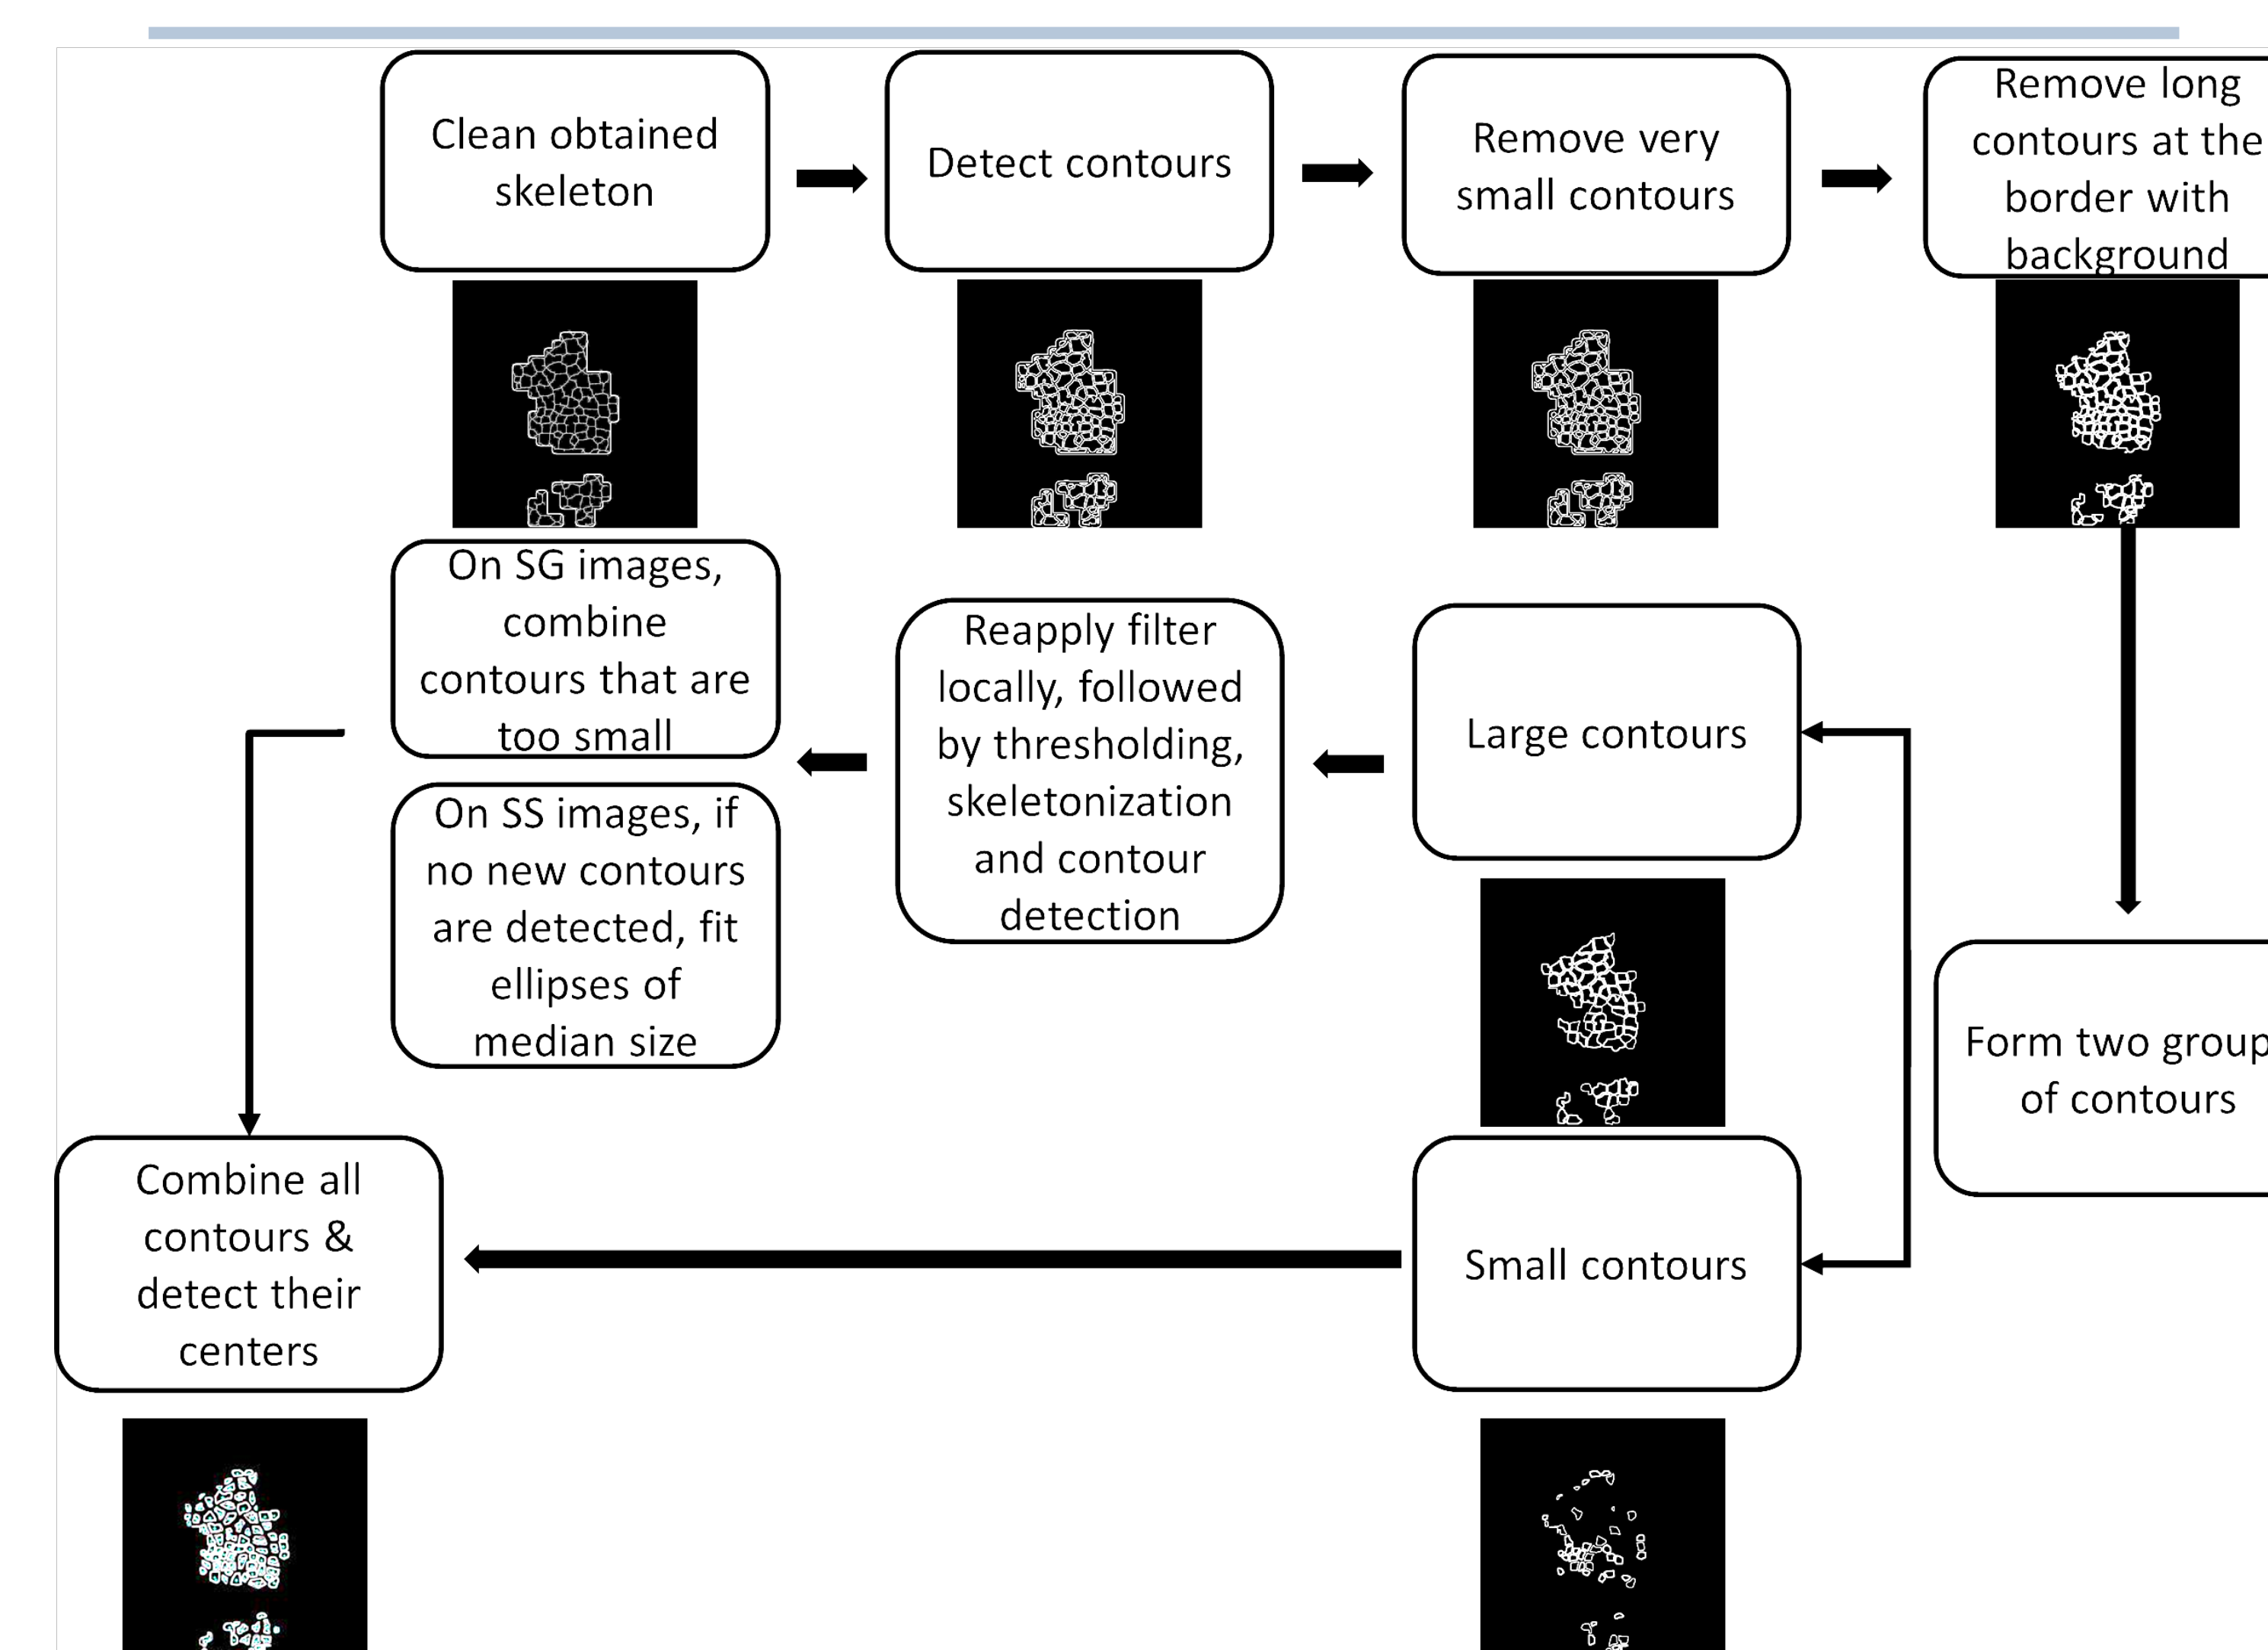 Clean obtained
skeleton
Detect contours
Remove very
small contours
Remove long
contours at the
border with
background
On SG images,
combine
contours that are
too small
Reapply filter
locally, followed
by thresholding,
skeletonization
and contour
detection
Large contours
On SS images, if
no new contours
are detected, fit
ellipses of
median size
Form two group
of contours
Combine all
contours &
detect their
centers
Small contours